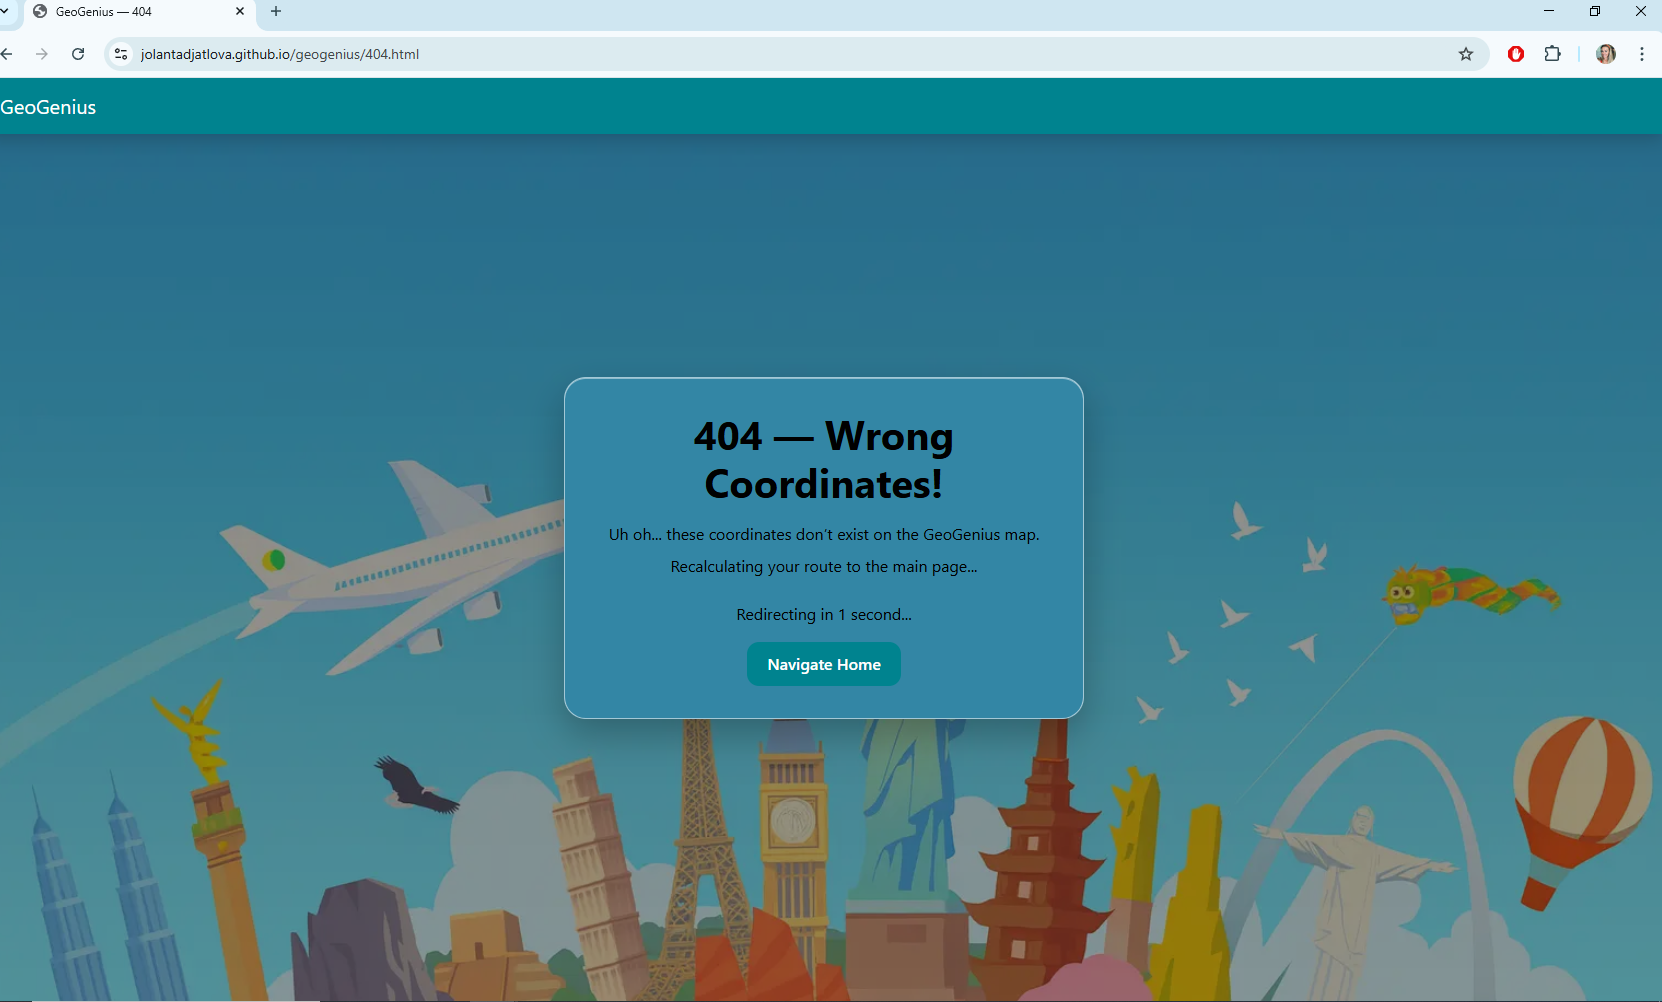 GeoGenius — 404
jolantadjatlova.github.io/geogenius/404.html
GeoGenius
404 — Wrong
Coordinates!
Uh oh... these coordinates don’t exist on the GeoGenius map.
Recalculating your route to the main page...
Redirecting in 1 second...
Navigate Home